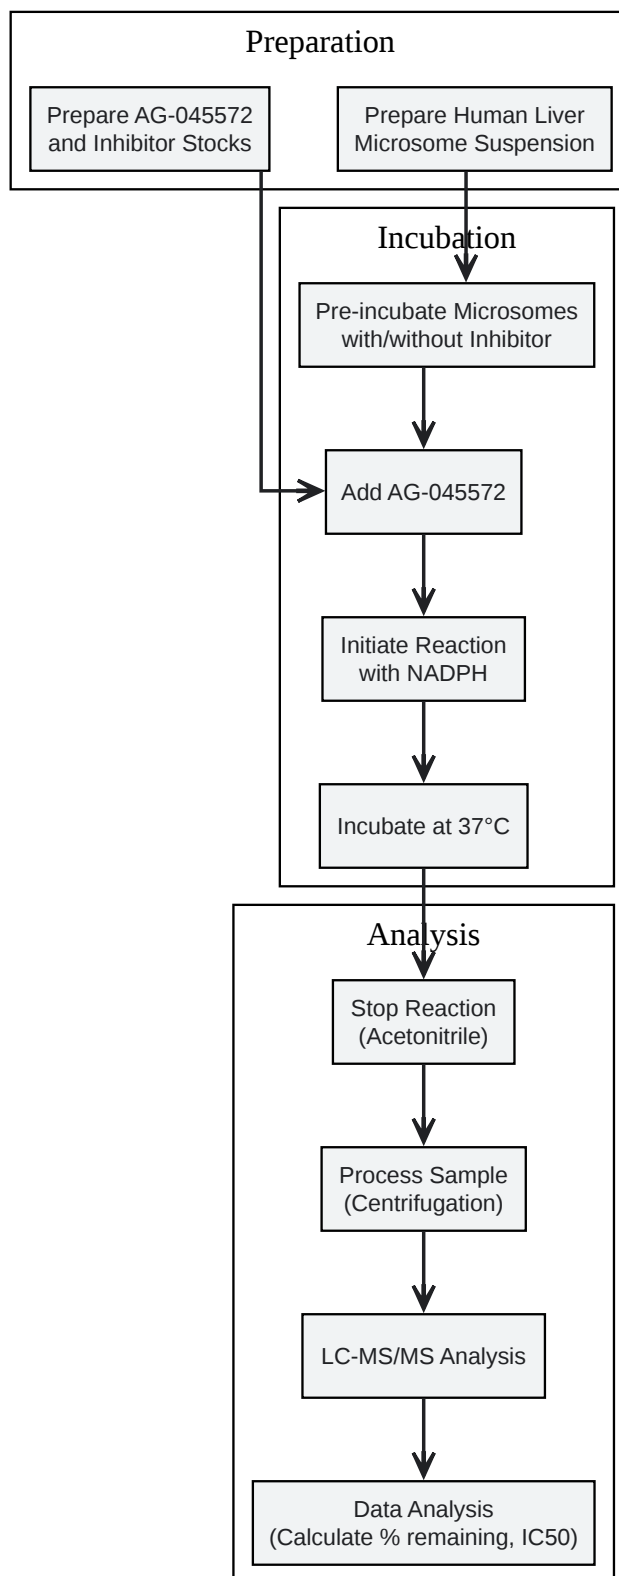 Preparation
Prepare AG-045572
and Inhibitor Stocks
Prepare Human Liver
Microsome Suspension
Incubation
Pre-incubate Microsomes
with/without Inhibitor
Add AG-045572
Initiate Reaction
with NADPH
Incubate at 37°C
Analysis
Stop Reaction
(Acetonitrile)
Process Sample
(Centrifugation)
LC-MS/MS Analysis
Data Analysis
(Calculate % remaining, IC50)